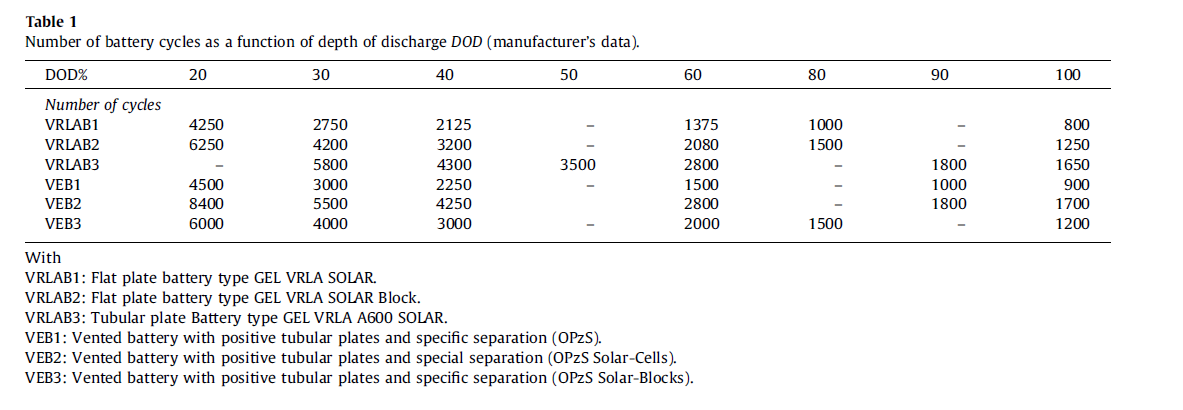 Table 1
Number of battery cycles as a function of depth of discharge DOD (manufacturer's data).
DOD% 20 30 40 50 60 80 90 100
Number of cycles
VRLAB1 4250 2750 2125 – 1375 1000 – 800
VRLAB2 6250 4200 3200 – 2080 1500 – 1250
VRLAB3 – 5800 4300 3500 2800 – 1800 1650
VEB1 4500 3000 2250 – 1500 – 1000 900
VEB2 8400 5500 4250 2800 – 1800 1700
VEB3 6000 4000 3000 – 2000 1500 – 1200
With
VRLAB1: Flat plate battery type GEL VRLA SOLAR.
VRLAB2: Flat plate battery type GEL VRLA SOLAR Block.
VRLAB3: Tubular plate Battery type GEL VRLA A600 SOLAR.
VEB1: Vented battery with positive tubular plates and specific separation (OPzS).
VEB2: Vented battery with positive tubular plates and special separation (OPzS Solar-Cells).
VEB3: Vented battery with positive tubular plates and specific separation (OPzS Solar-Blocks).